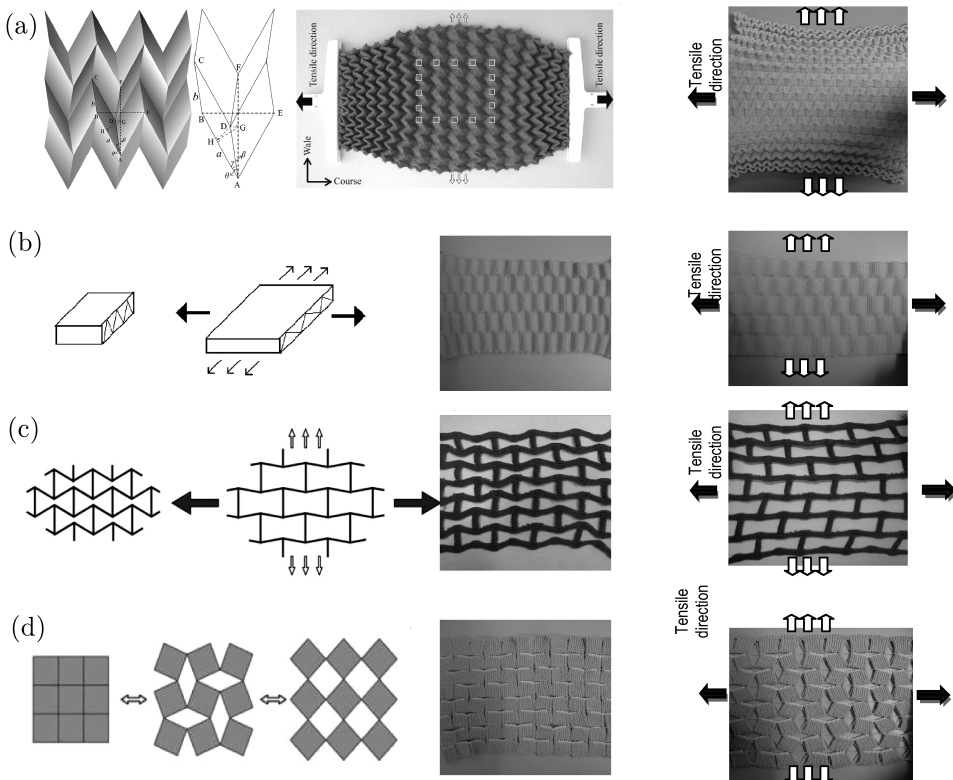 (a)
C
F
b
B
E
D
G
H
a
β
θ
A
C
F
b
B
E
D
G
H
a
γ
β
θ
A
Tensile direction
Wale
Course
Tensile direction
Tensile
direction
(b)
Tensile
direction
(c)
Tensile
direction
(d)
Tensile
direction